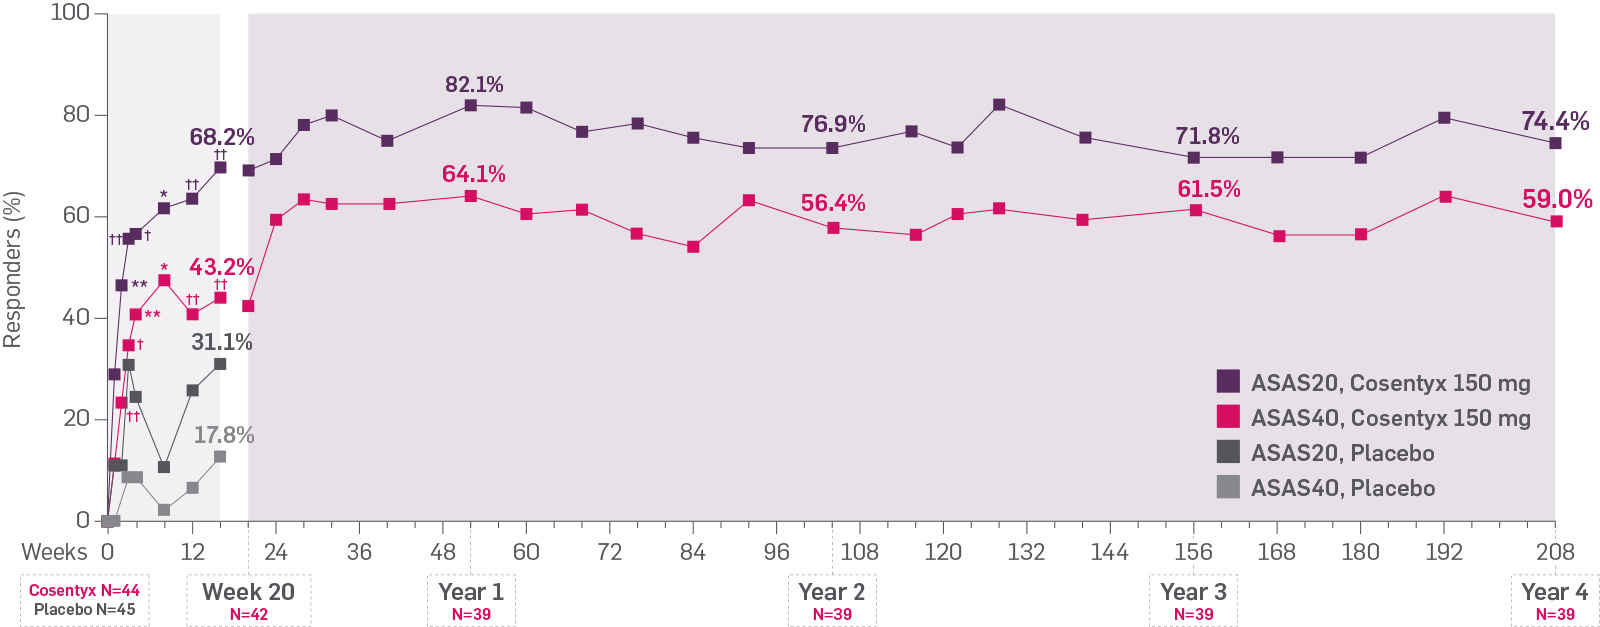 100
80
60
40
20
0
Responders (%)
68.2%
††
††
*
††
†
**
82.1%
76.9%
71.8%
74.4%
43.2%
††
††
*
**
†
††
64.1%
56.4%
61.5%
59.0%
31.1%
17.8%
ASAS20, Cosentyx 150 mg
ASAS40, Cosentyx 150 mg
ASAS20, Placebo
ASAS40, Placebo
Weeks 0 12 24 36 48 60 72 84 96 108 120 132 144 156 168 180 192 208
Cosentyx N=44
Placebo N=45
Week 20
N=42
Year 1
N=39
Year 2
N=39
Year 3
N=39
Year 4
N=39